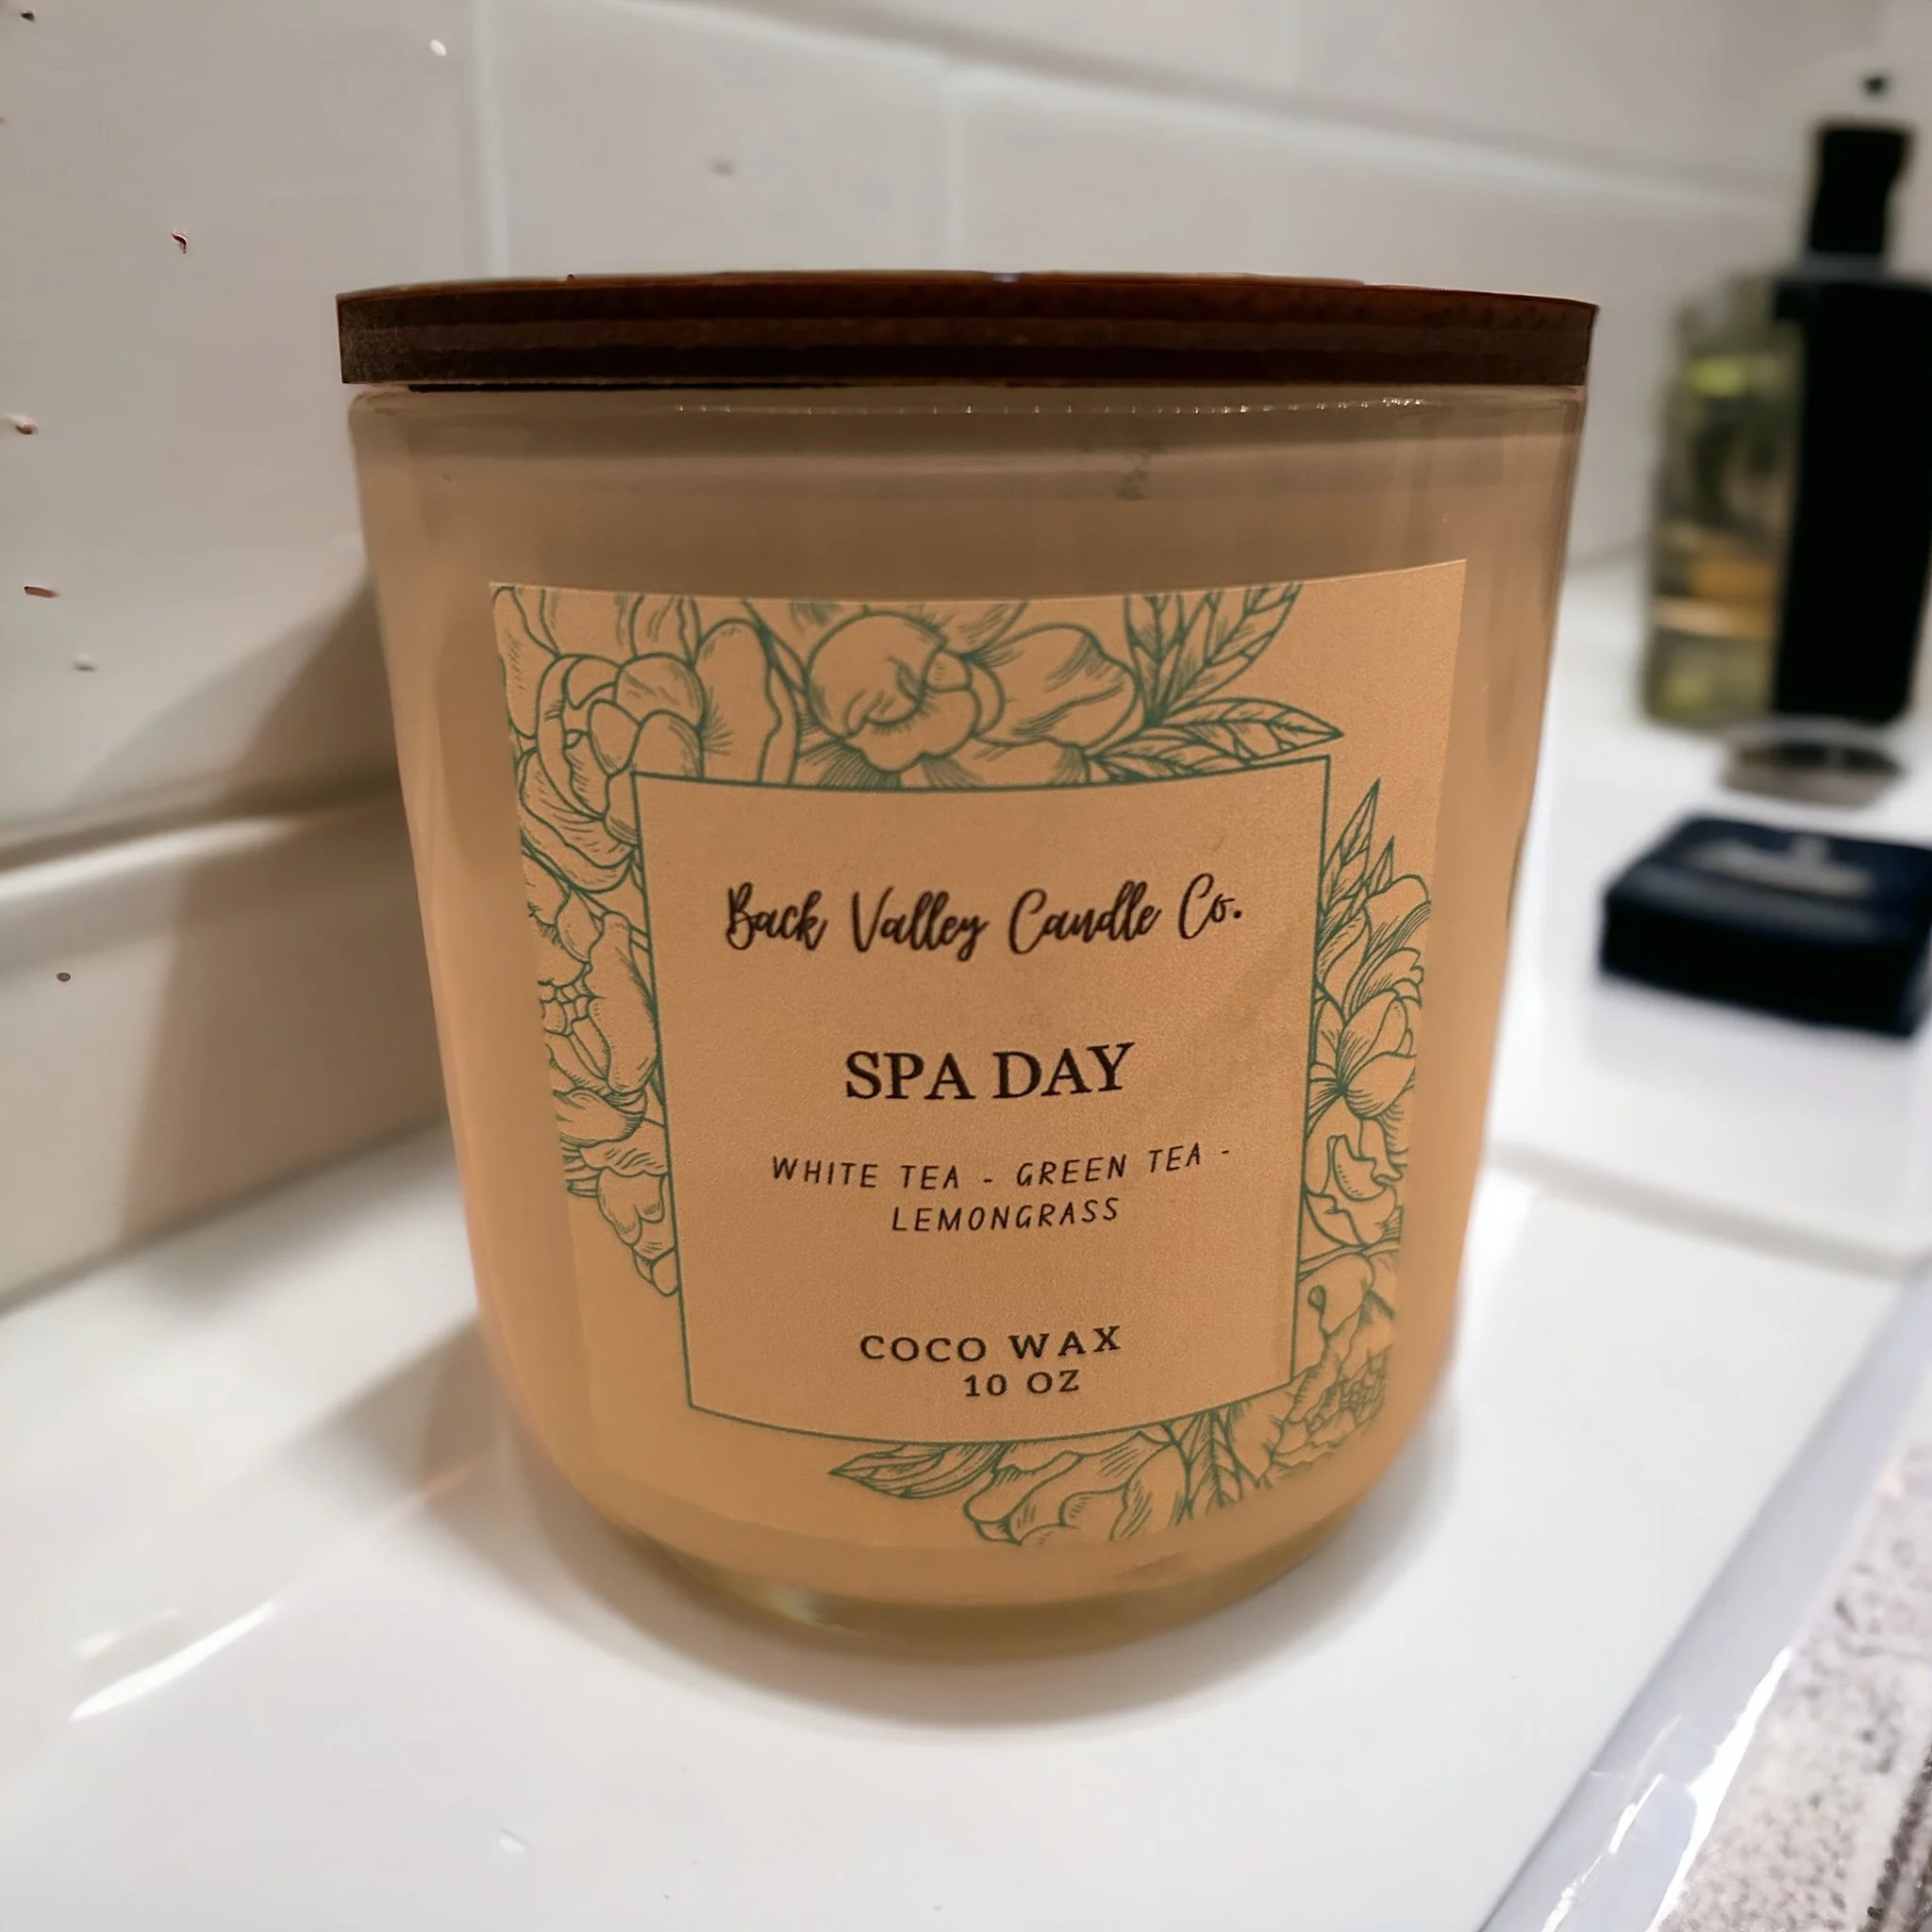 Back Valley Candle Co.
SPA DAY
WHITE TEA - GREEN TEA -
LEMONGRASS
COCO WAX
10 OZ